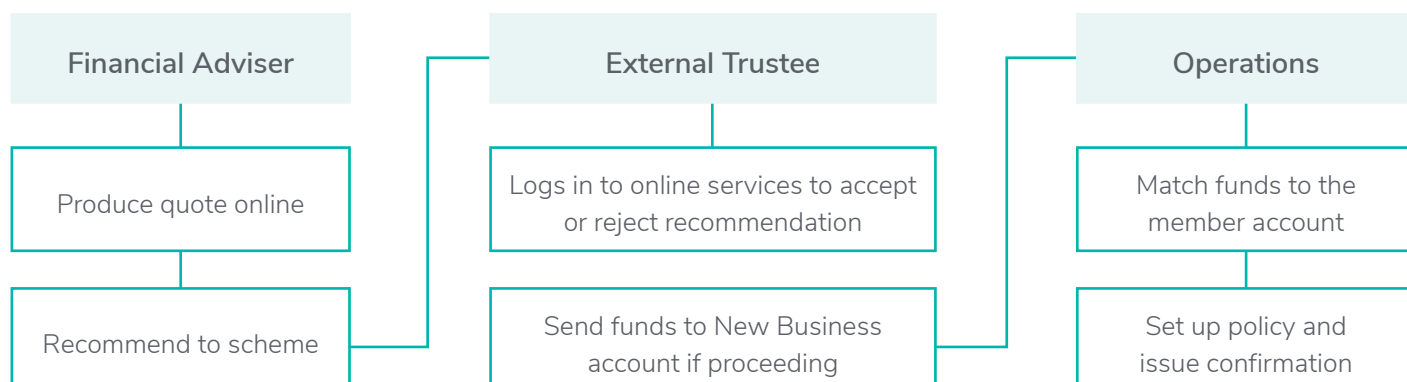 Financial Adviser
Produce quote online
Recommend to scheme
External Trustee
Logs in to online services to accept
or reject recommendation
Send funds to New Business
account if proceeding
Operations
Match funds to the
member account
Set up policy and
issue confirmation